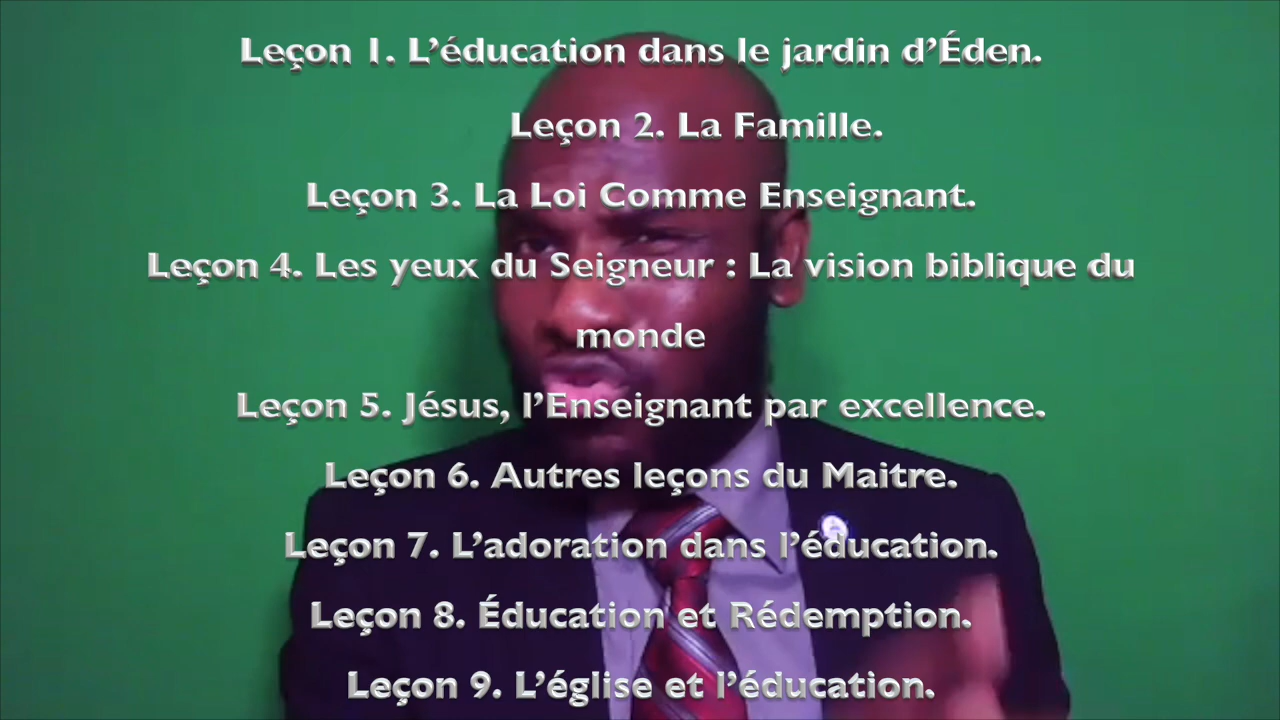 Leçon 1. L’éducation dans le jardin d’Éden.
Leçon 2. La Famille.
Leçon 3. La Loi Comme Enseignant.
Leçon 4. Les yeux du Seigneur : La vision biblique du
monde
Leçon 5. Jésus, l’Enseignant par excellence.
Leçon 6. Autres leçons du Maitre.
Leçon 7. L’adoration dans l’éducation.
Leçon 8. Éducation et Rédemption.
Leçon 9. L’église et l’éducation.